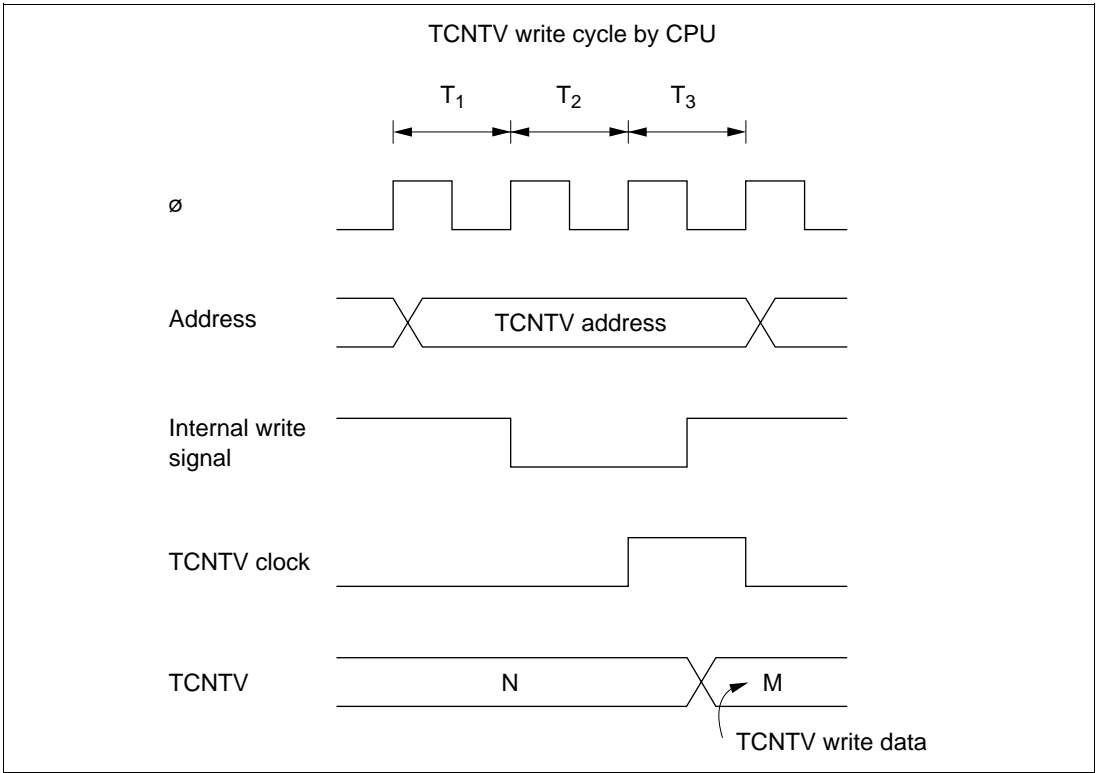 TCNTV write cycle by CPU
T₁ T₂ T₃
ø
Address
TCNTV address
Internal write
signal
TCNTV clock
TCNTV
N
M
TCNTV write data